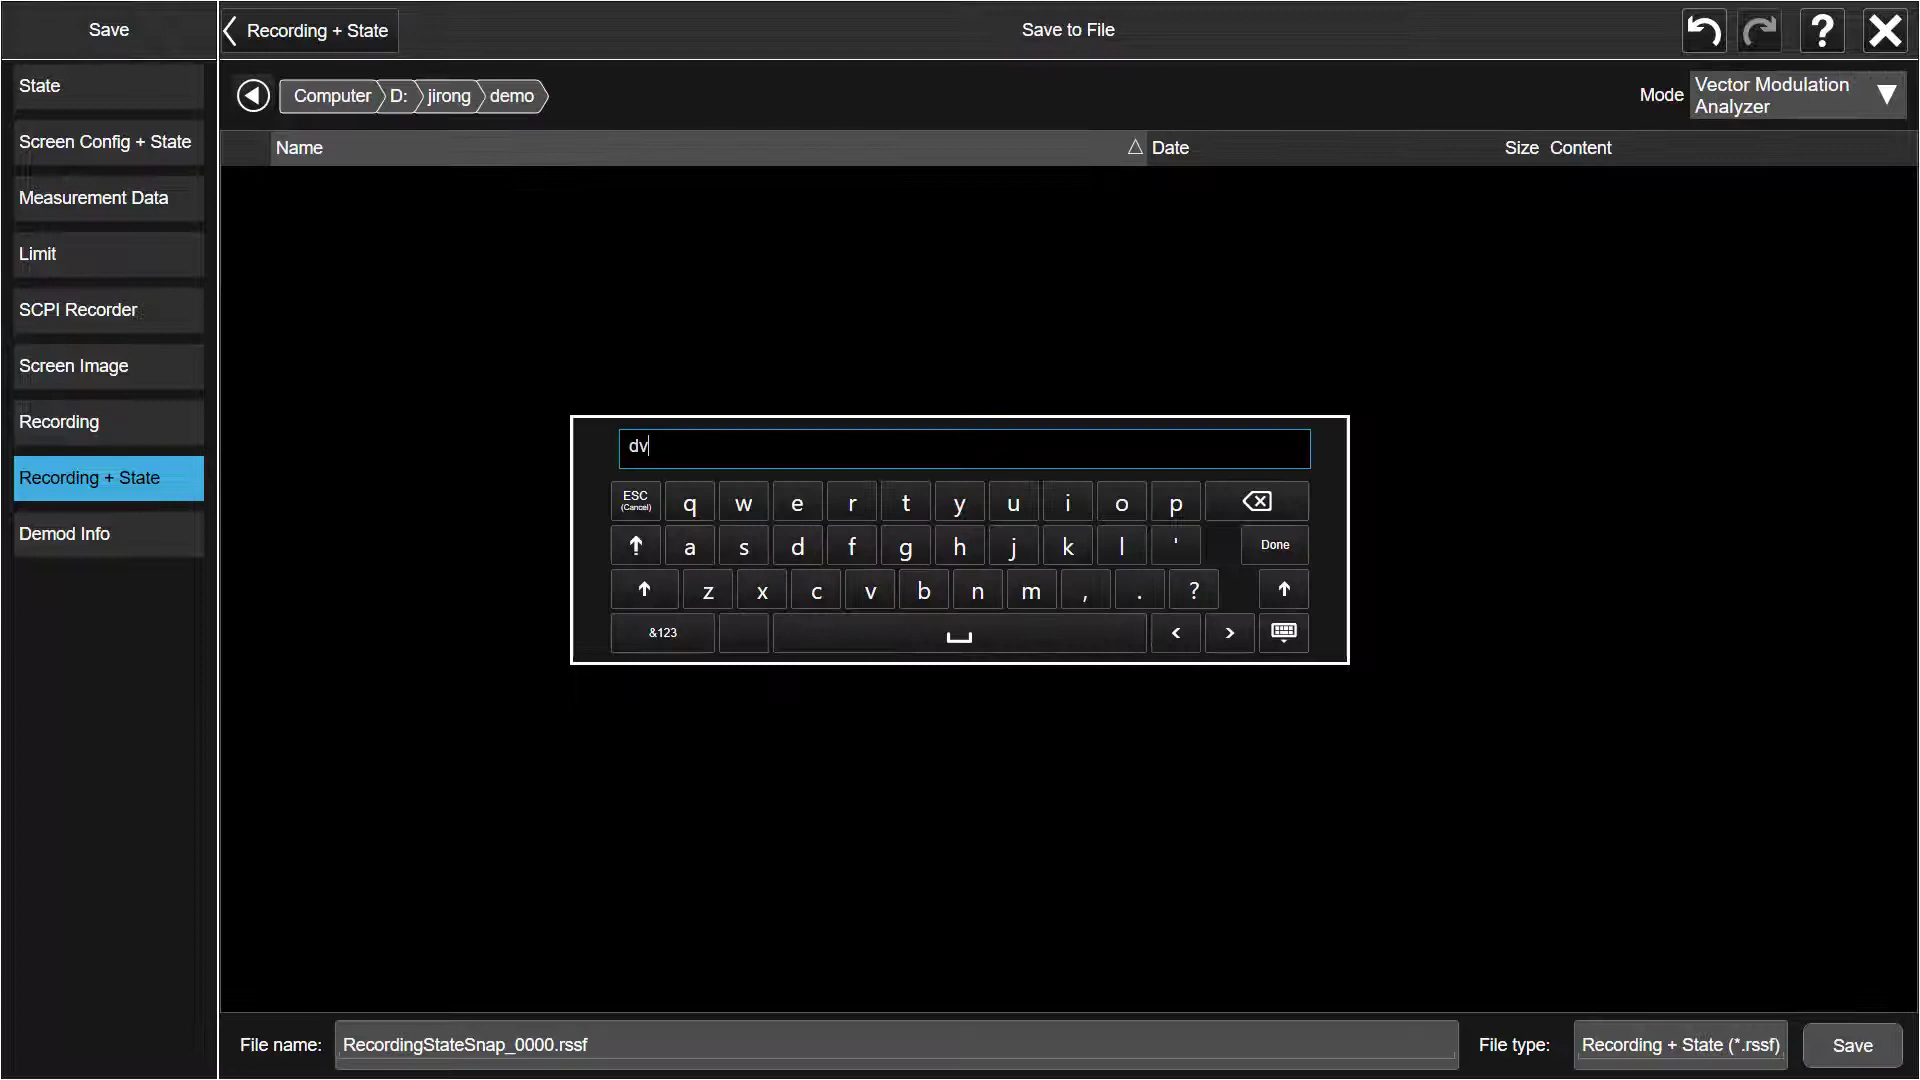 Save
Recording + State
Save to File
?
State
Computer D: jirong demo
Mode
Vector Modulation
Analyzer
Screen Config + State
Name
Date
Size
Content
Measurement Data
Limit
SCPI Recorder
Screen Image
Recording
Recording + State
Demod Info
dv
ESC
(Cancel)
q w e r t y u i o p
a s d f g h j k l '
Done
z x c v b n m , . ?
&123
< >
File name:
RecordingStateSnap_0000.rssf
File type:
Recording + State (*.rssf)
Save